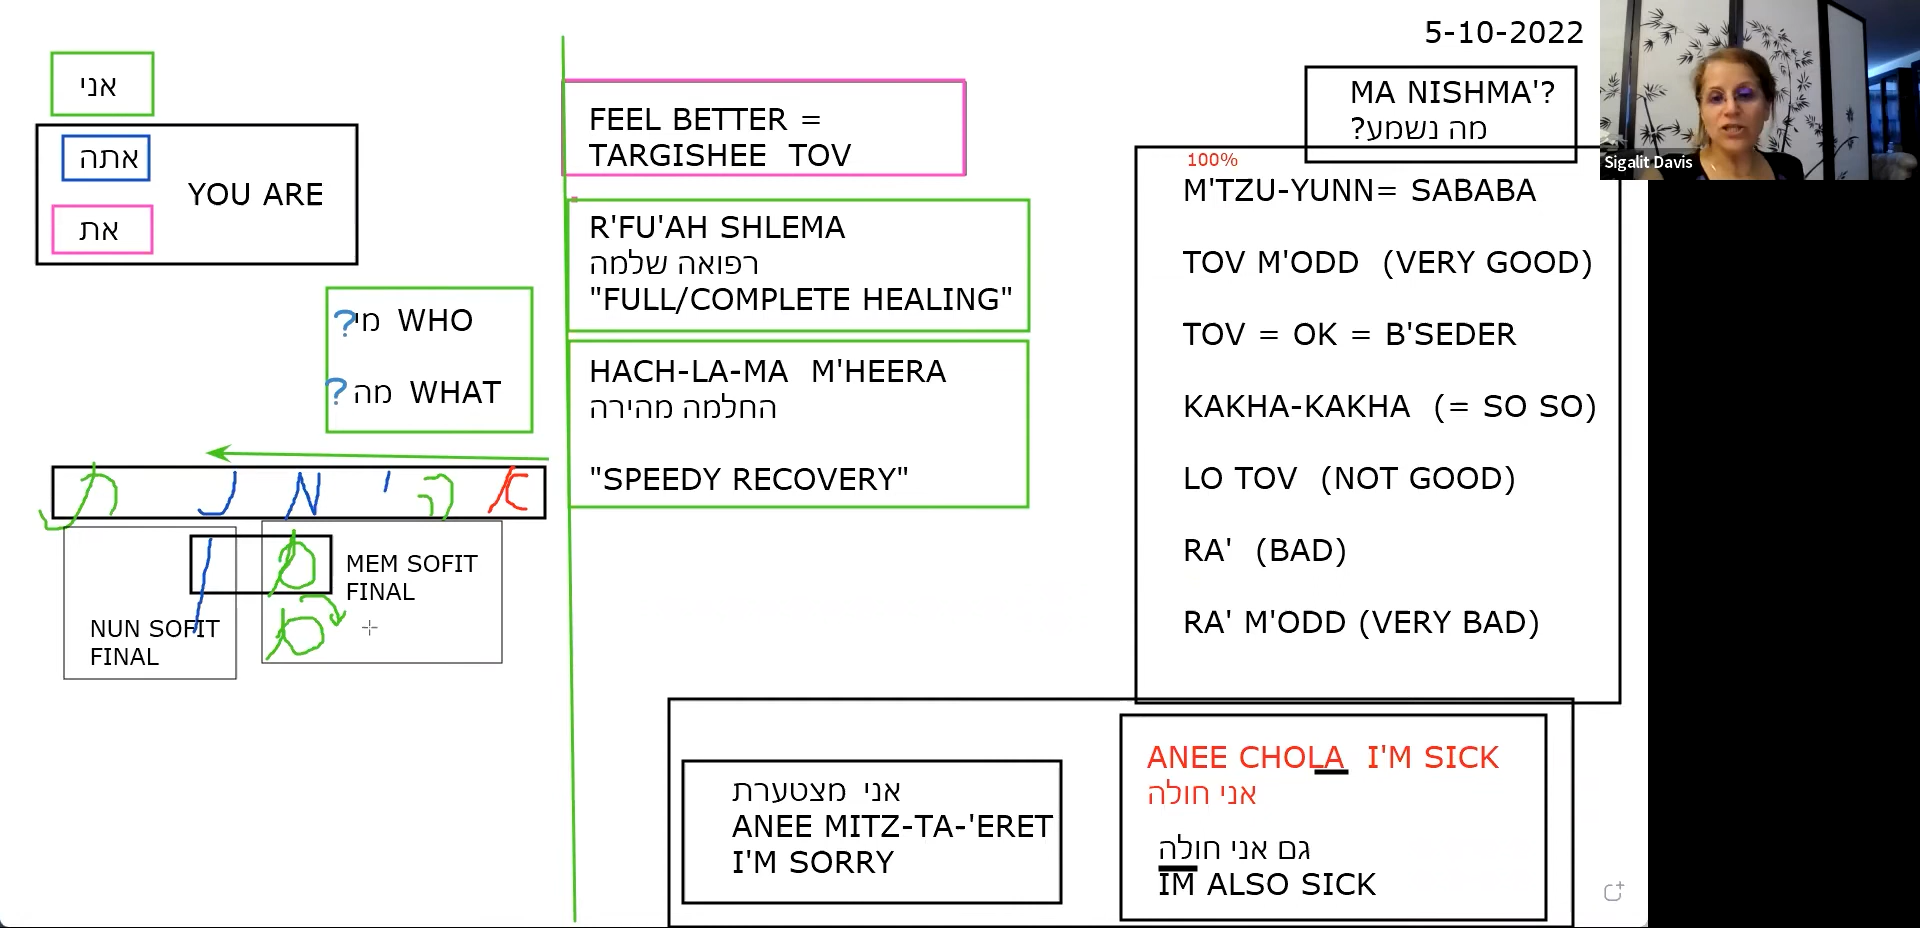 אני
אתה
YOU ARE
את
?מי WHO
?מה WHAT
א ה י מ נ ת
ם
ן
ם
MEM SOFIT
FINAL
NUN SOFIT
FINAL
FEEL BETTER =
TARGISHEE TOV
R'FU'AH SHLEMA
רפואה שלמה
"FULL/COMPLETE HEALING"
HACH-LA-MA M'HEERA
החלמה מהירה
"SPEEDY RECOVERY"
5-10-2022
MA NISHMA'?
מה נשמע?
100%
M'TZU-YUNN= SABABA
TOV M'ODD (VERY GOOD)
TOV = OK = B'SEDER
KAKHA-KAKHA (= SO SO)
LO TOV (NOT GOOD)
RA' (BAD)
RA' M'ODD (VERY BAD)
אני מצטערת
ANEE MITZ-TA-'ERET
I'M SORRY
ANEE CHOLA I'M SICK
אני חולה
גם אני חולה
IM ALSO SICK
Sigalit Davis